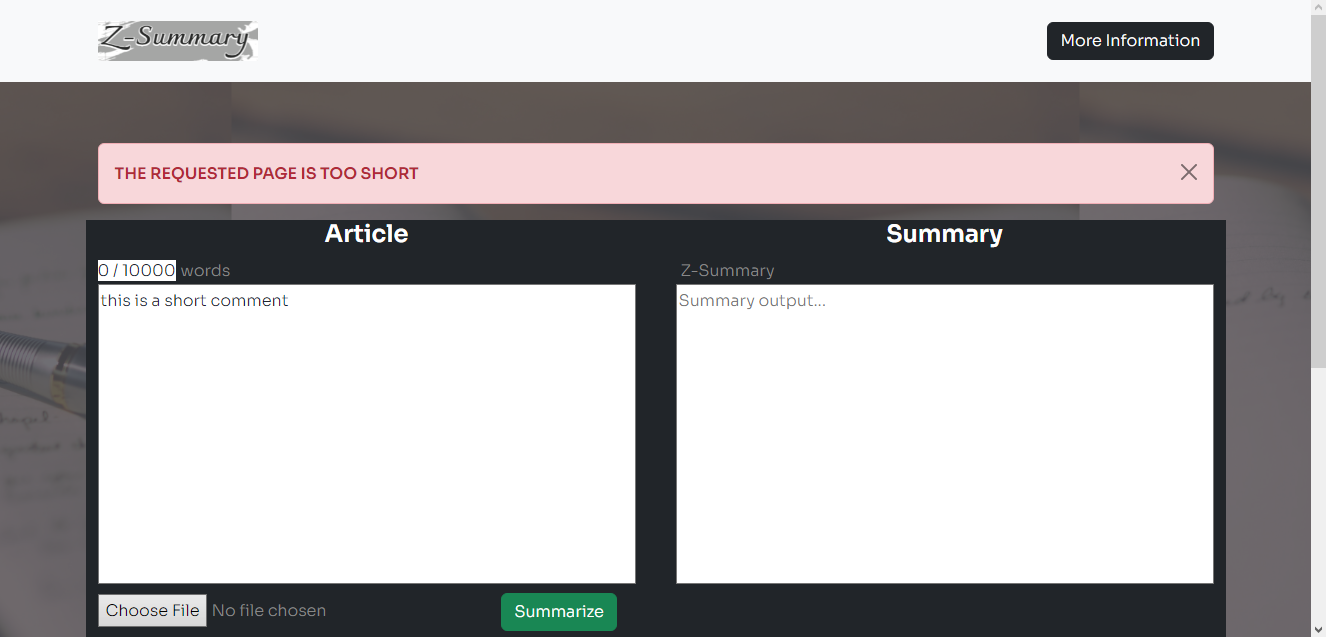 Z-Summary
More Information
THE REQUESTED PAGE IS TOO SHORT
Article
Summary
0 / 10000 words
Z-Summary
this is a short comment
Summary output...
Choose File No file chosen
Summarize